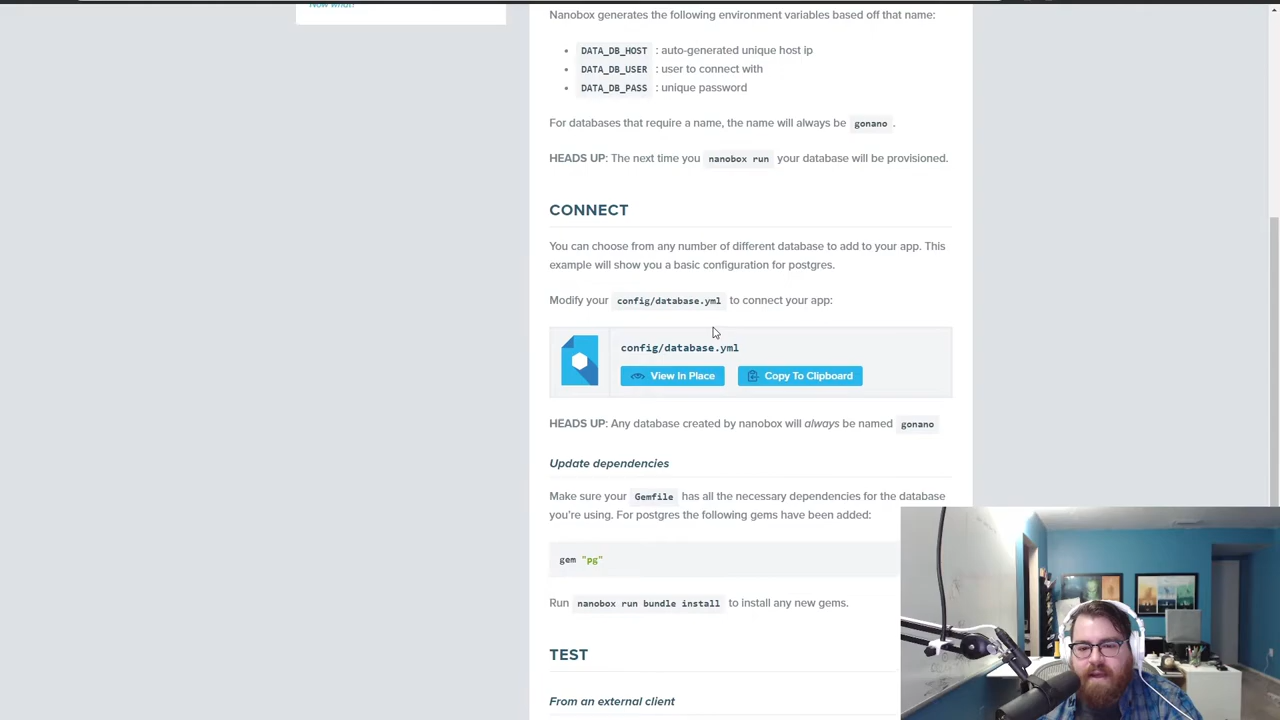 Now what?
Nanobox generates the following environment variables based off that name:
• DATA_DB_HOST : auto-generated unique host ip
• DATA_DB_USER : user to connect with
• DATA_DB_PASS : unique password
For databases that require a name, the name will always be gonano .
HEADS UP: The next time you nanobox run your database will be provisioned.
CONNECT
You can choose from any number of different database to add to your app. This
example will show you a basic configuration for postgres.
Modify your config/database.yml to connect your app:
config/database.yml
View In Place Copy To Clipboard
HEADS UP: Any database created by nanobox will always be named gonano
Update dependencies
Make sure your Gemfile has all the necessary dependencies for the database
you're using. For postgres the following gems have been added:
gem "pg"
Run nanobox run bundle install to install any new gems.
TEST
From an external client